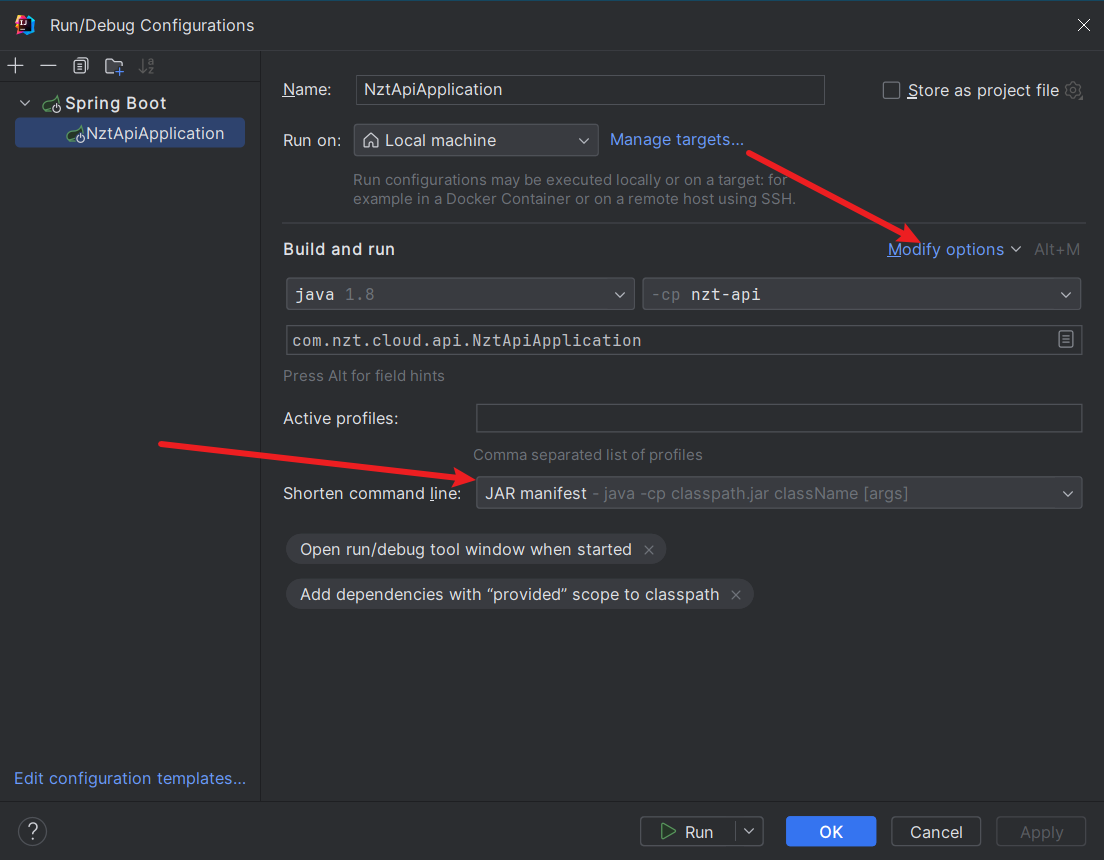 Run/Debug Configurations
Spring Boot
NztApiApplication
Name: NztApiApplication
Store as project file
Run on: Local machine Manage targets...
Run configurations may be executed locally or on a target: for
example in a Docker Container or on a remote host using SSH.
Build and run Modify options Alt+M
java 1.8 -cp nzt-api
com.nzt.cloud.api.NztApiApplication
Press Alt for field hints
Active profiles:
Comma separated list of profiles
Shorten command line: JAR manifest - java -cp classpath.jar className [args]
Open run/debug tool window when started ×
Add dependencies with “provided” scope to classpath ×
Edit configuration templates...
? Run OK Cancel Apply